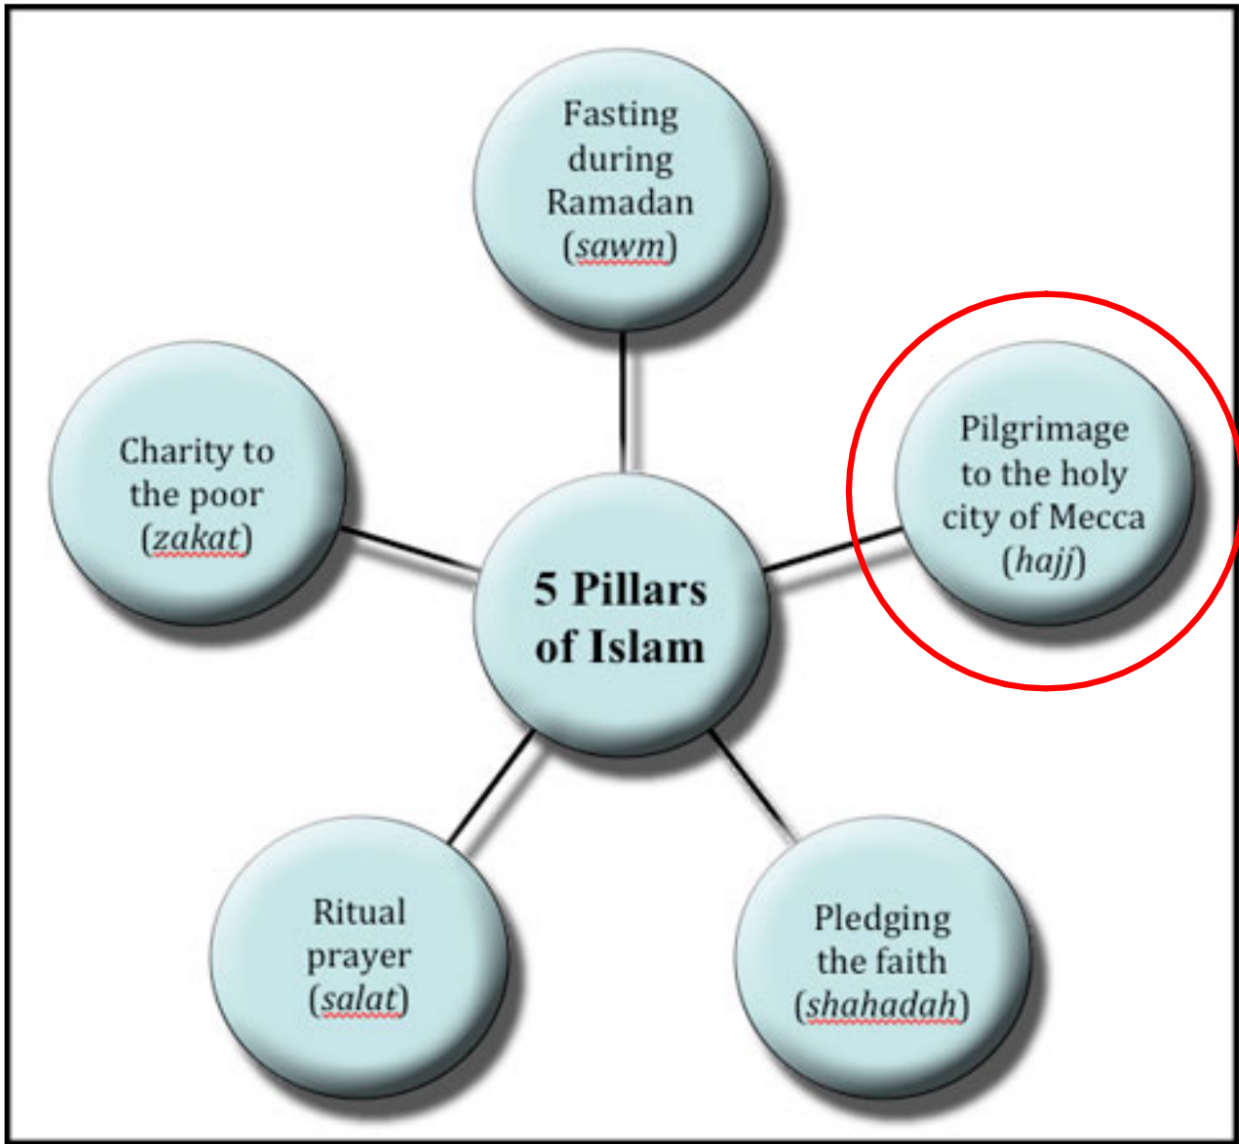 Fasting
during
Ramadan
(sawm)
Pilgrimage
to the holy
city of Mecca
(hajj)
Charity to
the poor
(zakat)
5 Pillars
of Islam
Ritual
prayer
(salat)
Pledging
the faith
(shahadah)